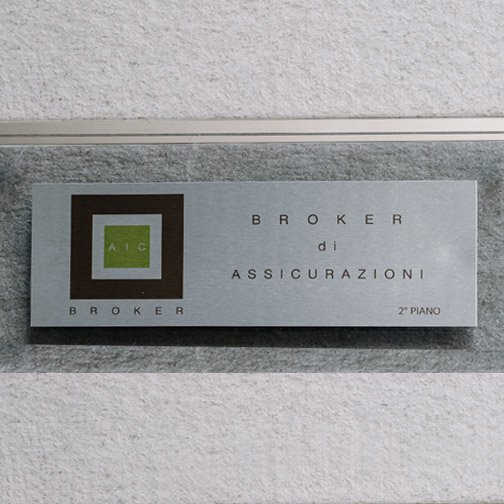 AIC
BROKER
BROKER
di
ASSICURAZIONI
2° PIANO